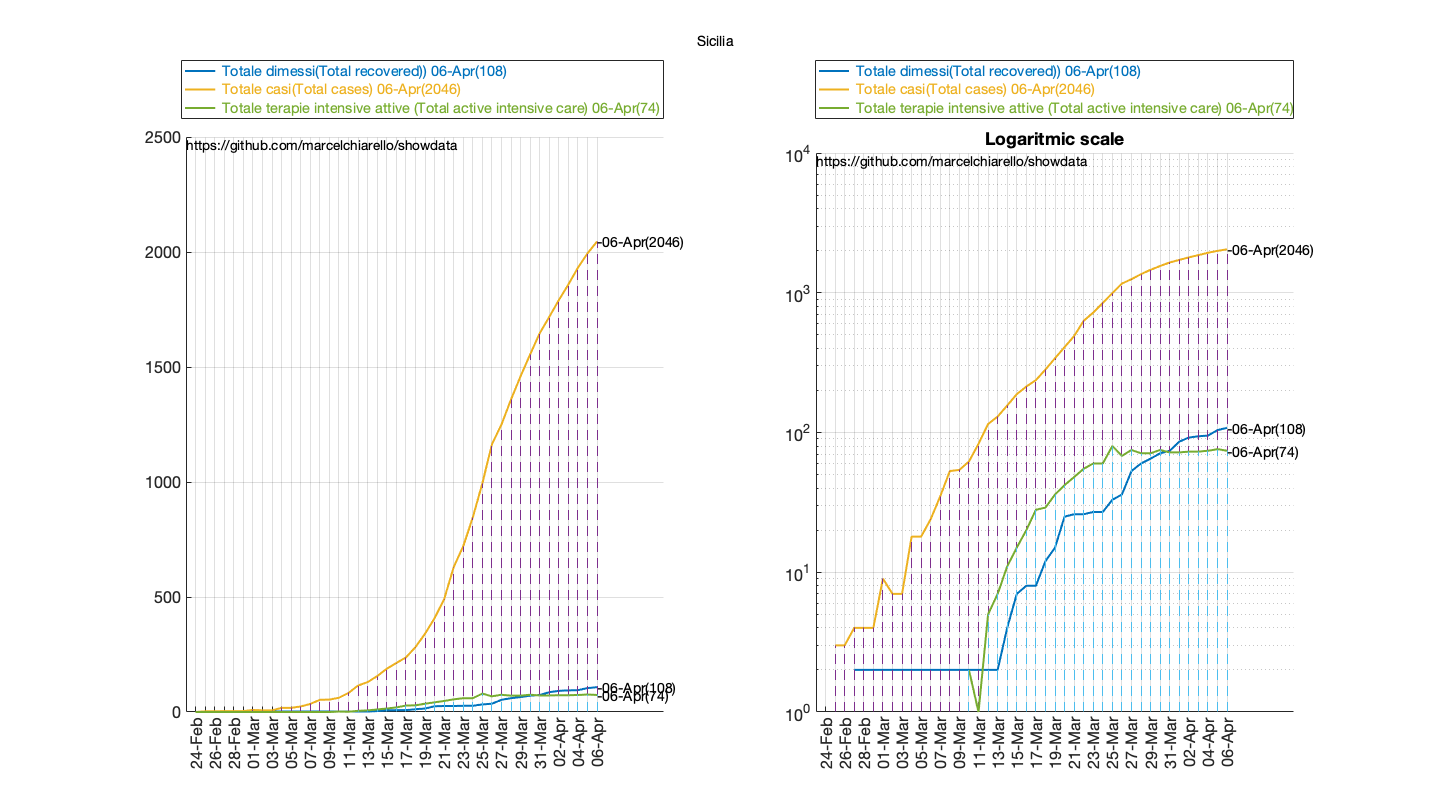 Sicilia
Totale dimessi(Total recovered)) 06-Apr(108)
Totale casi(Total cases) 06-Apr(2046)
Totale terapie intensive attive (Total active intensive care) 06-Apr(74)
2500
https://github.com/marcelchiarello/showdata
2000
1500
1000
500
0
-06-Apr(2046)
-06-Apr(108)
-06-Apr(74)
24-Feb
26-Feb
28-Feb
01-Mar
03-Mar
05-Mar
07-Mar
09-Mar
11-Mar
13-Mar
15-Mar
17-Mar
19-Mar
21-Mar
23-Mar
25-Mar
27-Mar
29-Mar
31-Mar
02-Apr
04-Apr
06-Apr
Totale dimessi(Total recovered)) 06-Apr(108)
Totale casi(Total cases) 06-Apr(2046)
Totale terapie intensive attive (Total active intensive care) 06-Apr(74)
Logaritmic scale
10^4
https://github.com/marcelchiarello/showdata
10^3
10^2
10^1
10^0
-06-Apr(2046)
-06-Apr(108)
-06-Apr(74)
24-Feb
26-Feb
28-Feb
01-Mar
03-Mar
05-Mar
07-Mar
09-Mar
11-Mar
13-Mar
15-Mar
17-Mar
19-Mar
21-Mar
23-Mar
25-Mar
27-Mar
29-Mar
31-Mar
02-Apr
04-Apr
06-Apr